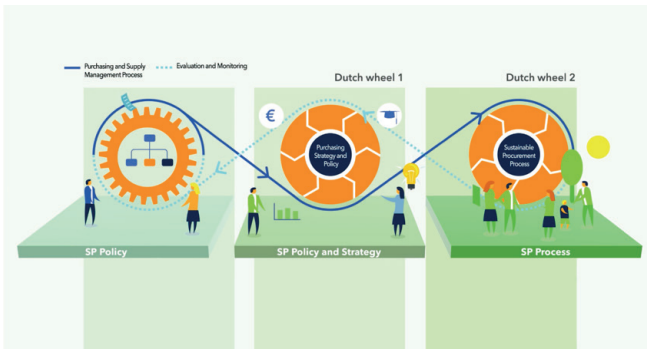 Purchasing and Supply
Management Process
Evaluation and Monitoring
Dutch wheel 1
Dutch wheel 2
€
Purchasing
Strategy and
Policy
Sustainable
Procurement
Process
SP Policy
SP Policy and Strategy
SP Process